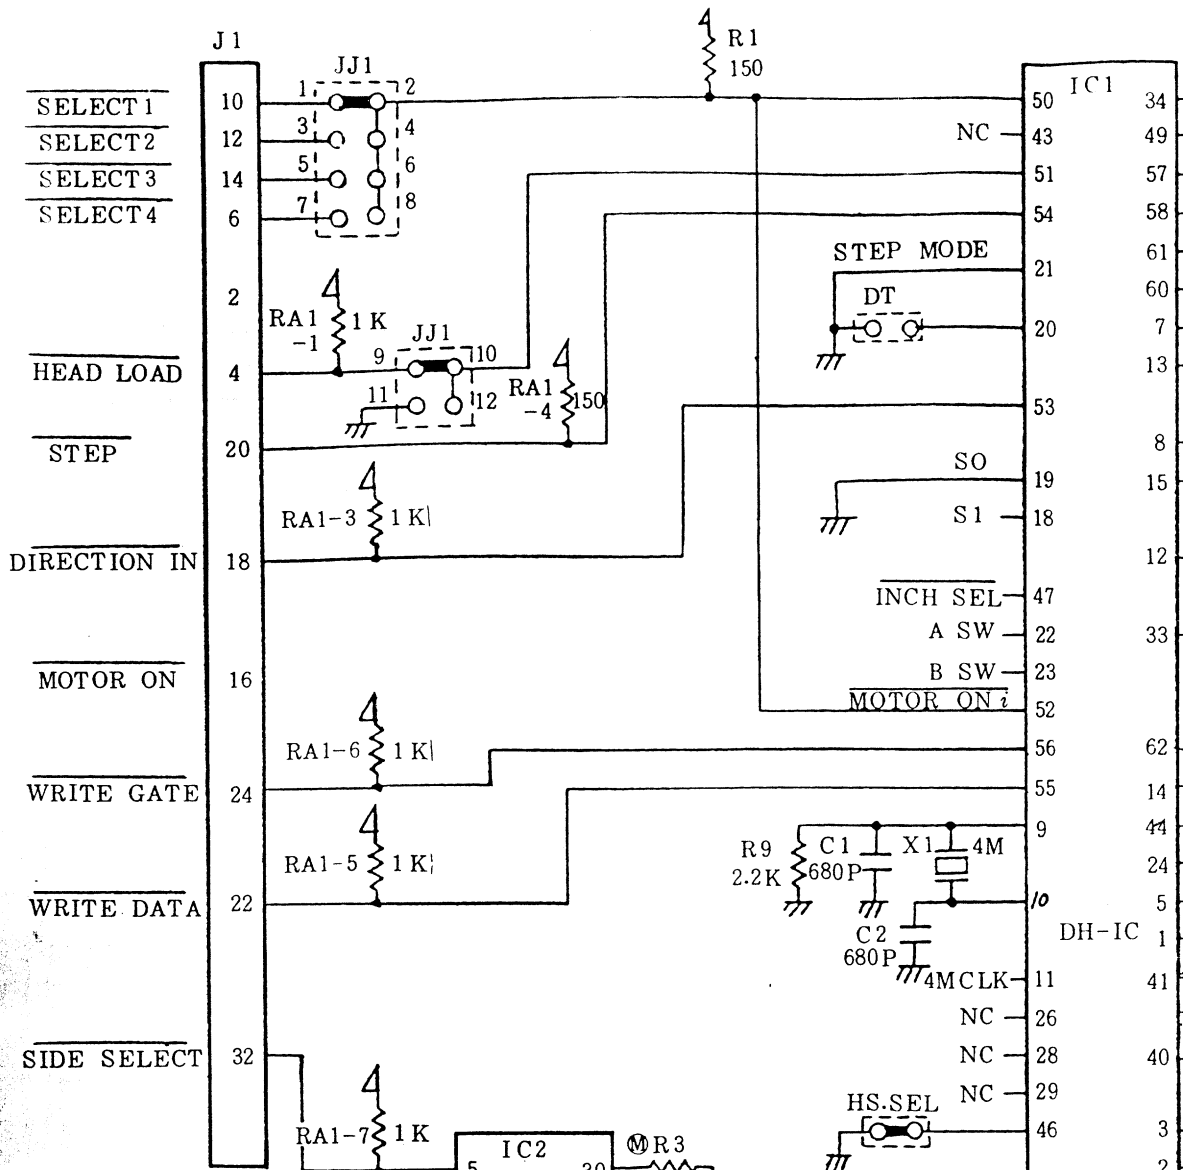 J1
JJ1
R1
150
IC1
SELECT1
10
1
2
50
34
SELECT2
12
3
4
NC
43
49
SELECT3
14
5
6
51
57
SELECT4
6
7
8
54
58
STEP MODE
21
61
2
DT
60
RA1
-1
1K
JJ1
20
7
HEAD LOAD
4
9
10
13
RA1
-4
150
11
12
53
STEP
20
8
SO
19
15
RA1-3
1K
S1
18
DIRECTION IN
18
12
INCH SEL
47
A SW
22
33
MOTOR ON
16
B SW
23
MOTOR ON i
52
RA1-6
1K
56
62
WRITE GATE
24
55
14
9
44
RA1-5
1K
R9
2.2K
C1
680P
X1
4M
24
WRITE DATA
22
10
5
C2
680P
DH-IC
1
4MCLK
11
41
NC
26
SIDE SELECT
32
NC
28
40
NC
29
HS.SEL
RA1-7
1K
46
3
IC2
M R3
5
30
2